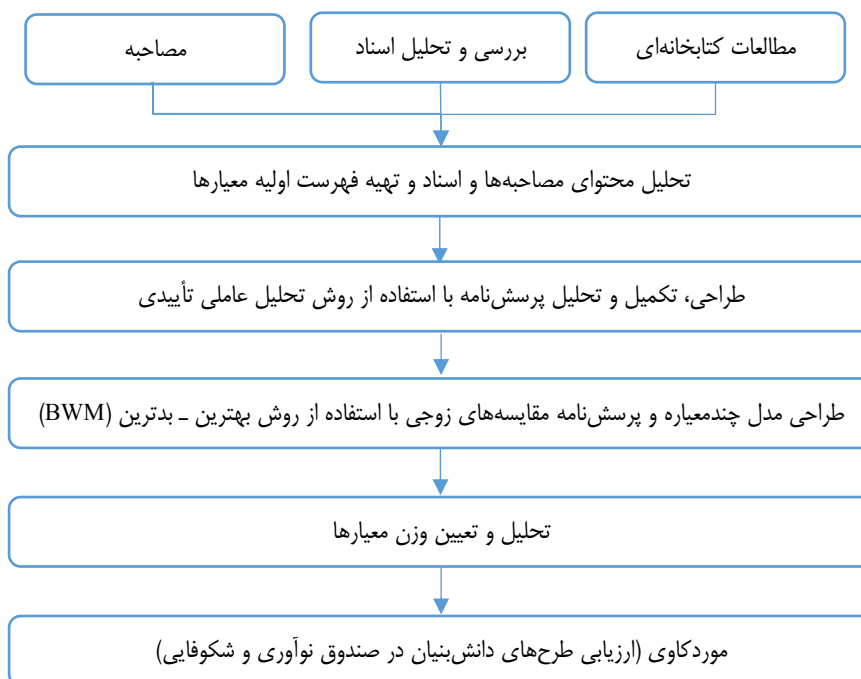 مطالعات کتابخانه‌ای
بررسی و تحلیل اسناد
مصاحبه
تحلیل محتوای مصاحبه‌ها و اسناد و تهیه فهرست اولیه معیارها
طراحی، تکمیل و تحلیل پرسش‌نامه با استفاده از روش تحلیل عاملی تأییدی
طراحی مدل چندمعیاره و پرسش‌نامه مقایسه‌های زوجی با استفاده از روش بهترین ـ بدترین (BWM)
تحلیل و تعیین وزن معیارها
موردکاوی (ارزیابی طرح‌های دانش‌بنیان در صندوق نوآوری و شکوفایی)